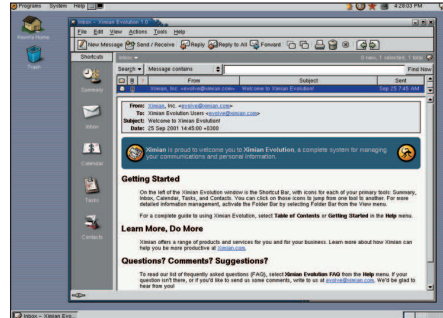 Programs System Help 4:28:03 PM
Inbox - Ximian Evolution 1.0
File Edit View Actions Tools Help
New Message Send / Receive Reply Reply to All Forward
Shortcuts Inbox 0 new, 1 selected, 1 total
Search Message contains Find Now
From Subject Sent
Ximian, Inc. <evolve@ximian.com> Welcome to Ximian Evolution! Sep 25 7:45 AM
Summary
Inbox
Calendar
Tasks
Contacts
Trash
From: Ximian, Inc. <evolve@ximian.com>
To: Ximian Evolution Users <evolve@ximian.com>
Subject: Welcome to Ximian Evolution!
Date: 25 Sep 2001 14:45:00 +0300
Ximian is proud to welcome you to Ximian Evolution, a complete system for managing
your communications and personal information.
Getting Started
On the left of the Ximian Evolution window is the Shortcut Bar, with icons for each of your primary tools: Summary,
Inbox, Calendar, Tasks, and Contacts. You can click on those icons to jump from one tool to another. For more
detailed information management, activate the Folder Bar by selecting Folder Bar from the View menu.
For a complete guide to using Ximian Evolution, select Table of Contents or Getting Started in the Help menu.
Learn More, Do More
Ximian offers a range of products and services for you and for your business. Learn more about how Ximian can
help you be more productive at Ximian.com.
Questions? Comments? Suggestions?
To read our list of frequently asked questions (FAQ), select Ximian Evolution FAQ from the Help menu. If your
question isn't there, or if you'd like to send us some comments, write to us at evolve@ximian.com. We'd be glad to
hear from you!
Inbox - Ximian Evo...